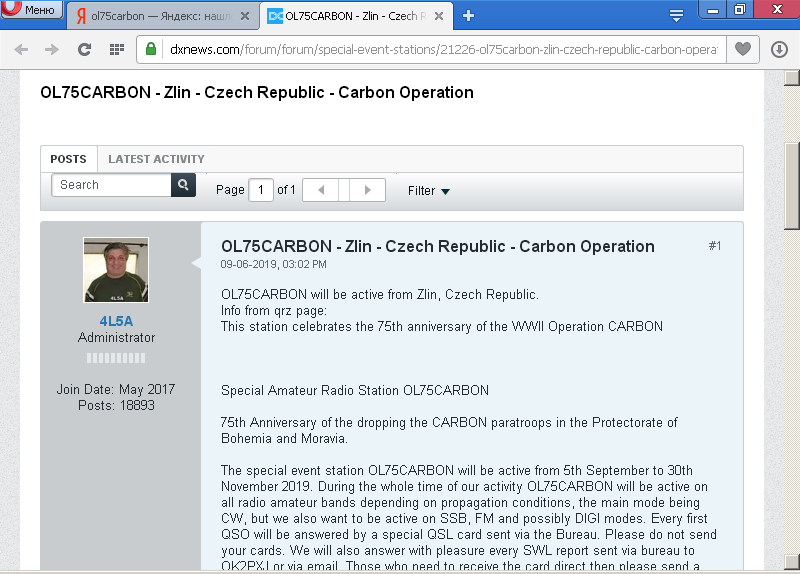 Меню
ol75carbon — Яндекс: нашл
OL75CARBON - Zlin - Czech R
dxnews.com/forum/forum/special-event-stations/21226-ol75carbon-zlin-czech-republic-carbon-operat
OL75CARBON - Zlin - Czech Republic - Carbon Operation
POSTS LATEST ACTIVITY
Search Page 1 of 1 Filter
OL75CARBON - Zlin - Czech Republic - Carbon Operation #1
09-06-2019, 03:02 PM
4L5A
Administrator
Join Date: May 2017
Posts: 18893
OL75CARBON will be active from Zlin, Czech Republic.
Info from qrz page:
This station celebrates the 75th anniversary of the WWII Operation CARBON
Special Amateur Radio Station OL75CARBON
75th Anniversary of the dropping the CARBON paratroops in the Protectorate of
Bohemia and Moravia.
The special event station OL75CARBON will be active from 5th September to 30th
November 2019. During the whole time of our activity OL75CARBON will be active on
all radio amateur bands depending on propagation conditions, the main mode being
CW, but we also want to be active on SSB, FM and possibly DIGI modes. Every first
QSO will be answered by a special QSL card sent via the Bureau. Please do not send
your cards. We will also answer with pleasure every SWL report sent via bureau to
OK2PXJ or via email. Those who need to receive the card direct then please send a